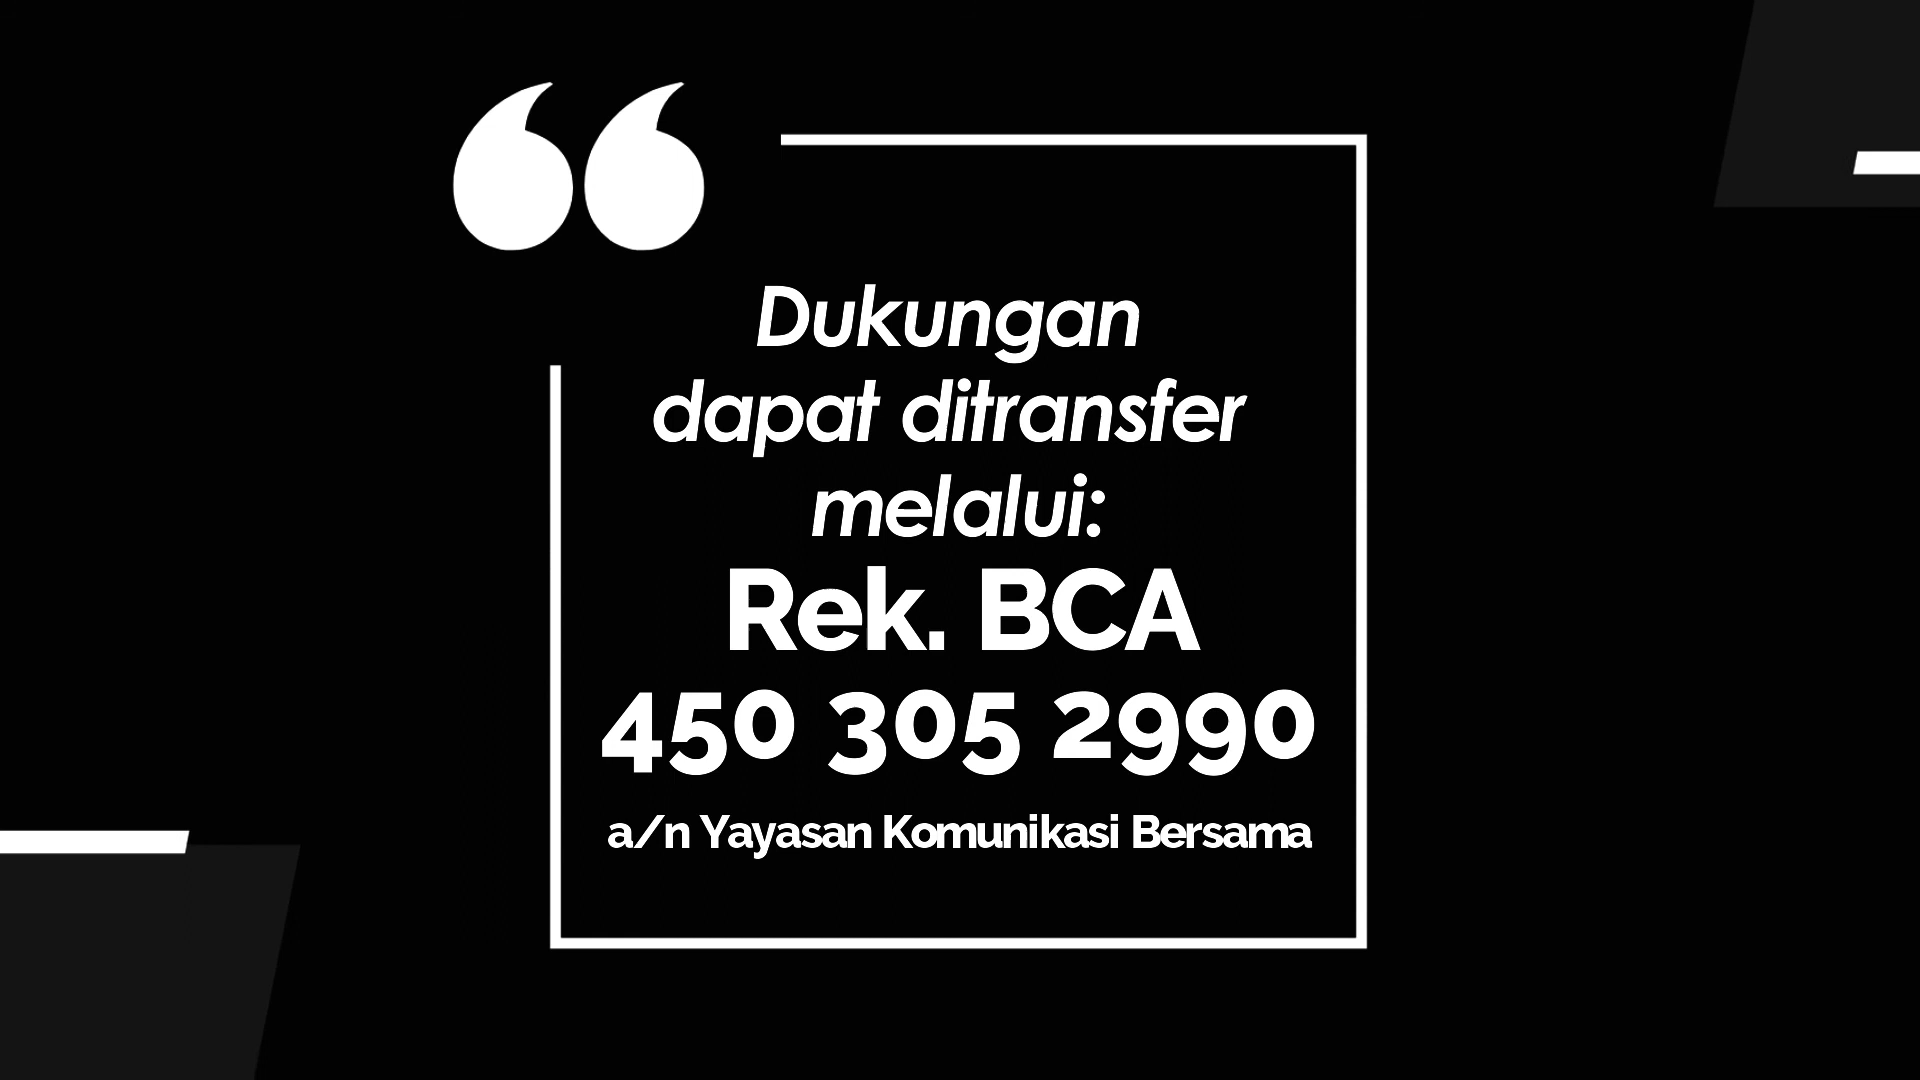 Dukungan
dapat ditransfer
melalui:
Rek. BCA
450 305 2990
a/n Yayasan Komunikasi Bersama